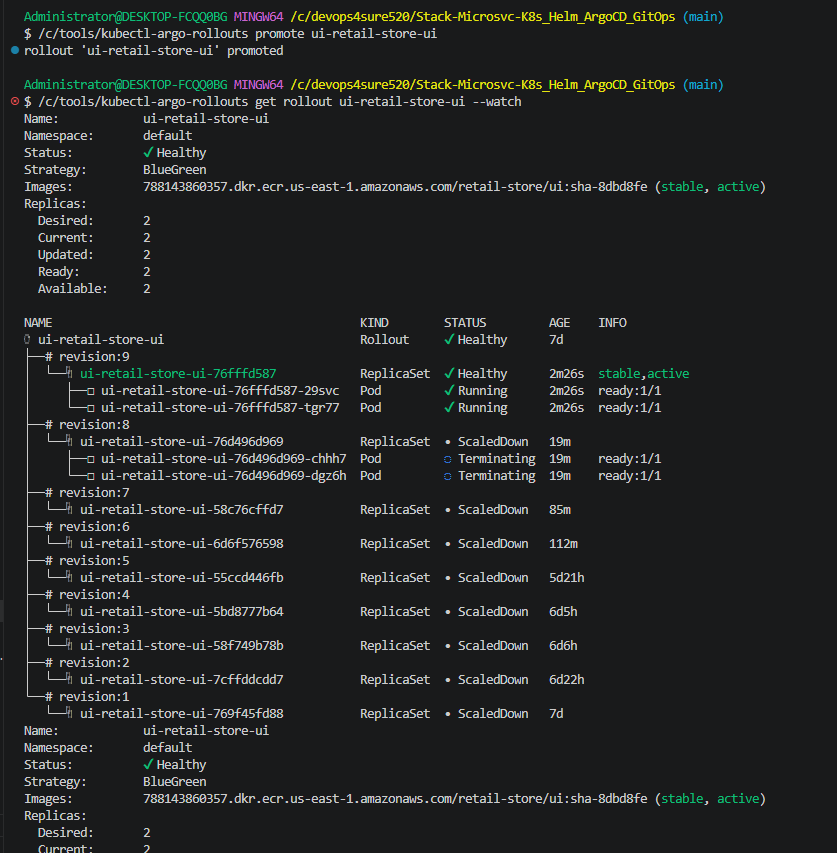 Administrator@DESKTOP-FCQQ0BG MINGW64 /c/devops4sure520/Stack-Microsvc-K8s_Helm_ArgoCD_GitOps (main)
$ /c/tools/kubectl-argo-rollouts promote ui-retail-store-ui
rollout 'ui-retail-store-ui' promoted
Administrator@DESKTOP-FCQQ0BG MINGW64 /c/devops4sure520/Stack-Microsvc-K8s_Helm_ArgoCD_GitOps (main)
$ /c/tools/kubectl-argo-rollouts get rollout ui-retail-store-ui --watch
Name: ui-retail-store-ui
Namespace: default
Status: ✔ Healthy
Strategy: BlueGreen
Images: 788143860357.dkr.ecr.us-east-1.amazonaws.com/retail-store/ui:sha-8dbd8fe (stable, active)
Replicas:
Desired: 2
Current: 2
Updated: 2
Ready: 2
Available: 2
NAME KIND STATUS AGE INFO
ui-retail-store-ui Rollout ✔ Healthy 7d
# revision:9
ui-retail-store-ui-76fffd587 ReplicaSet ✔ Healthy 2m26s stable,active
ui-retail-store-ui-76fffd587-29svc Pod ✔ Running 2m26s ready:1/1
ui-retail-store-ui-76fffd587-tgr77 Pod ✔ Running 2m26s ready:1/1
# revision:8
ui-retail-store-ui-76d496d969 ReplicaSet • ScaledDown 19m
ui-retail-store-ui-76d496d969-chhh7 Pod ◌ Terminating 19m ready:1/1
ui-retail-store-ui-76d496d969-dgz6h Pod ◌ Terminating 19m ready:1/1
# revision:7
ui-retail-store-ui-58c76cffd7 ReplicaSet • ScaledDown 85m
# revision:6
ui-retail-store-ui-6d6f576598 ReplicaSet • ScaledDown 112m
# revision:5
ui-retail-store-ui-55ccd446fb ReplicaSet • ScaledDown 5d21h
# revision:4
ui-retail-store-ui-5bd8777b64 ReplicaSet • ScaledDown 6d5h
# revision:3
ui-retail-store-ui-58f749b78b ReplicaSet • ScaledDown 6d6h
# revision:2
ui-retail-store-ui-7cffddcdd7 ReplicaSet • ScaledDown 6d22h
# revision:1
ui-retail-store-ui-769f45fd88 ReplicaSet • ScaledDown 7d
Name: ui-retail-store-ui
Namespace: default
Status: ✔ Healthy
Strategy: BlueGreen
Images: 788143860357.dkr.ecr.us-east-1.amazonaws.com/retail-store/ui:sha-8dbd8fe (stable, active)
Replicas:
Desired: 2
Current: 2